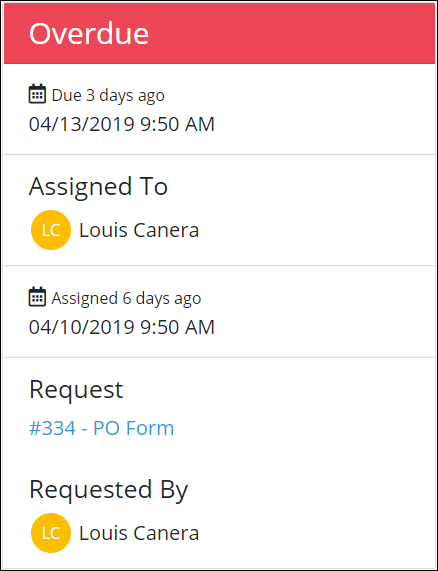 Overdue
Due 3 days ago
04/13/2019 9:50 AM
Assigned To
LC Louis Canera
Assigned 6 days ago
04/10/2019 9:50 AM
Request
#334 - PO Form
Requested By
LC Louis Canera